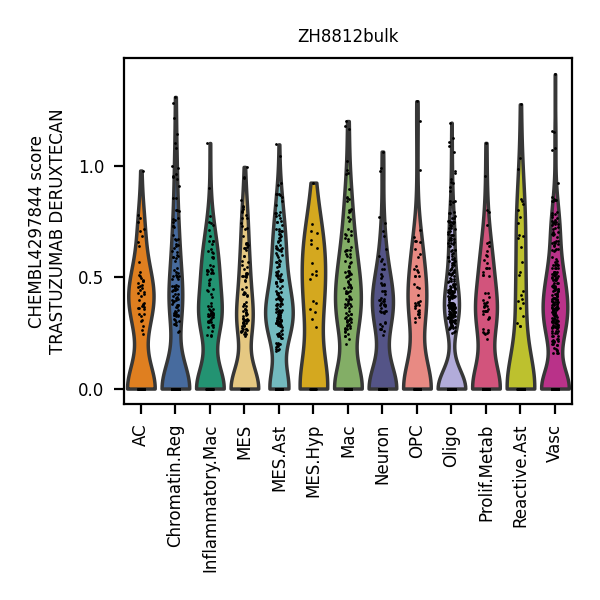 ZH8812bulk
CHEMBL4297844 score
TRASTUZUMAB DERUXTECAN
1.0
0.5
0.0
AC
Chromatin.Reg
Inflammatory.Mac
MES
MES.Ast
MES.Hyp
Mac
Neuron
OPC
Oligo
Prolif.Metab
Reactive.Ast
Vasc